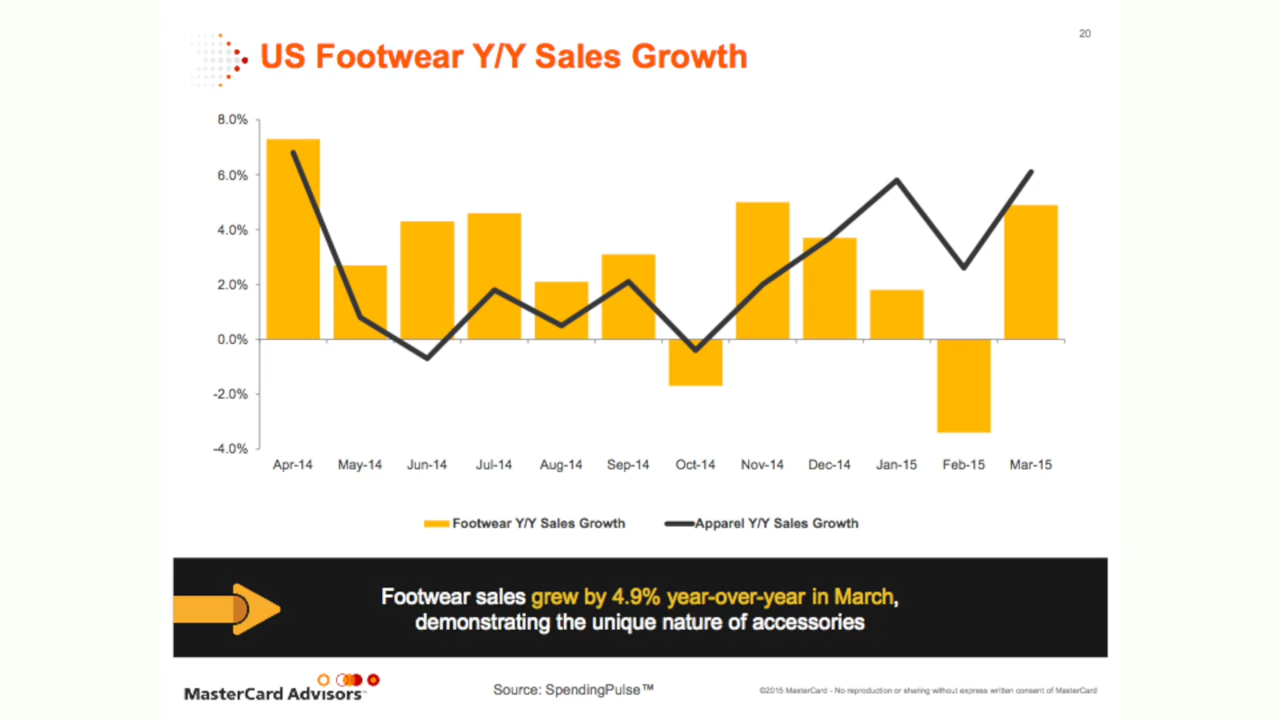 20
US Footwear Y/Y Sales Growth
8.0%
6.0%
4.0%
2.0%
0.0%
-2.0%
-4.0%
Apr-14 May-14 Jun-14 Jul-14 Aug-14 Sep-14 Oct-14 Nov-14 Dec-14 Jan-15 Feb-15 Mar-15
Footwear Y/Y Sales Growth Apparel Y/Y Sales Growth
Footwear sales grew by 4.9% year-over-year in March,
demonstrating the unique nature of accessories
MasterCard Advisors Source: SpendingPulse™ ©2015 MasterCard - No reproduction or sharing without express written consent of MasterCard